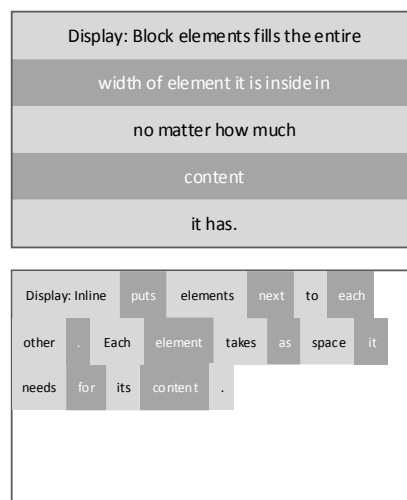 Display: Block elements fills the entire
width of element it is inside in
no matter how much
content
it has.
Display: Inline puts elements next to each
other . Each element takes as space it
needs for its content .